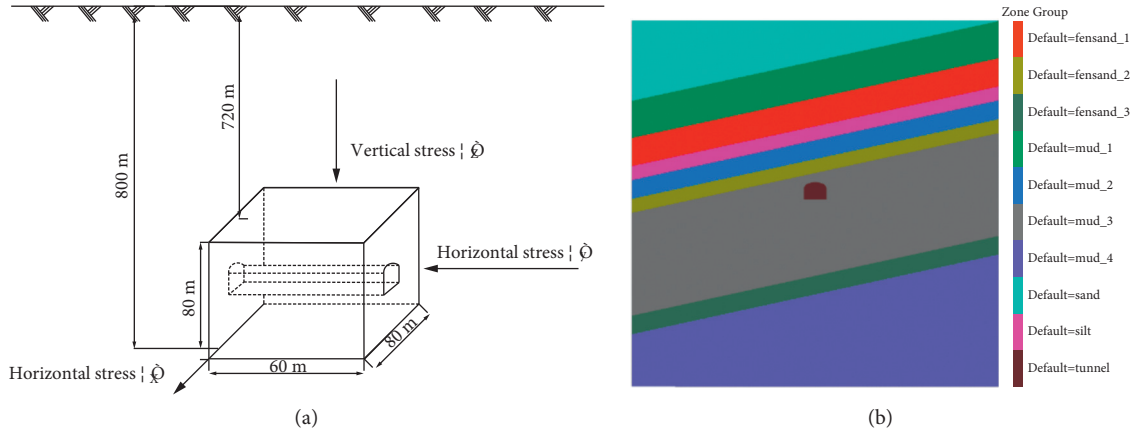 800 m
720 m
Vertical stress
Horizontal stress
80 m
80 m
60 m
Horizontal stress
(a)
Zone Group
Default=fensand_1
Default=fensand_2
Default=fensand_3
Default=mud_1
Default=mud_2
Default=mud_3
Default=mud_4
Default=sand
Default=silt
Default=tunnel
(b)